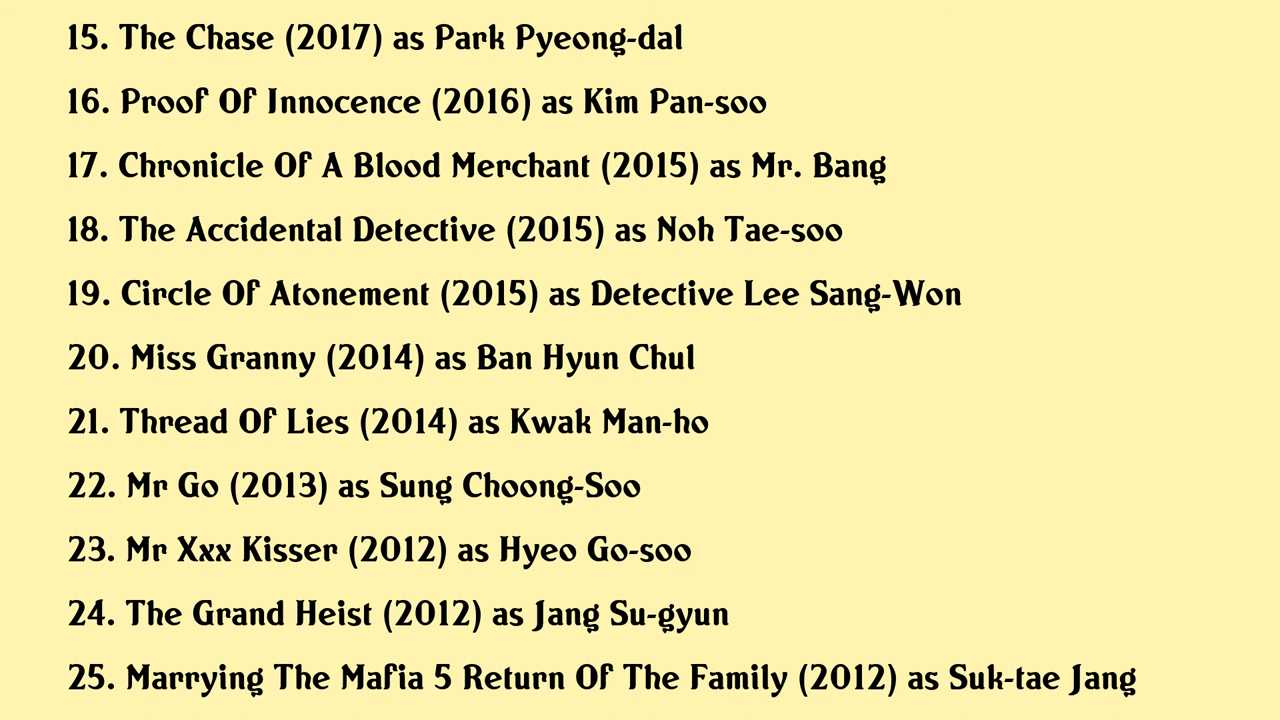 15. The Chase (2017) as Park Pyeong-dal
16. Proof Of Innocence (2016) as Kim Pan-soo
17. Chronicle Of A Blood Merchant (2015) as Mr. Bang
18. The Accidental Detective (2015) as Noh Tae-soo
19. Circle Of Atonement (2015) as Detective Lee Sang-Won
20. Miss Granny (2014) as Ban Hyun Chul
21. Thread Of Lies (2014) as Kwak Man-ho
22. Mr Go (2013) as Sung Choong-Soo
23. Mr Xxx Kisser (2012) as Hyeo Go-soo
24. The Grand Heist (2012) as Jang Su-gyun
25. Marrying The Mafia 5 Return Of The Family (2012) as Suk-tae Jang